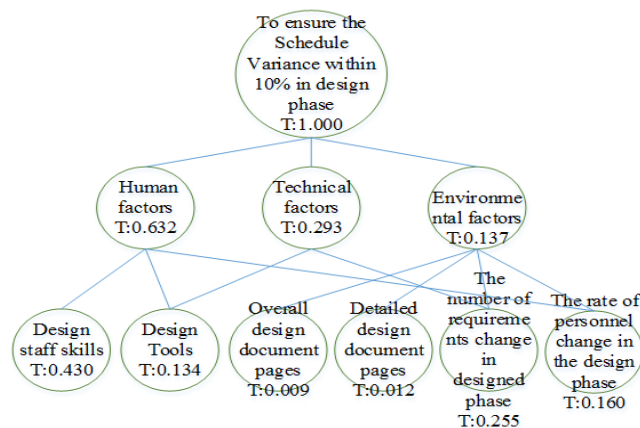 To ensure the
Schedule
Variance within
10% in design
phase
T:1.000
Human
factors
T:0.632
Technical
factors
T:0.293
Environme
ntal factors
T:0.137
Design
staff skills
T:0.430
Design
Tools
T:0.134
Overall
design
document
pages
T:0.009
Detailed
design
document
pages
T:0.012
The
number of
requireme
nts change
in
designed
phase
T:0.255
The rate of
personnel
change in
the design
phase
T:0.160